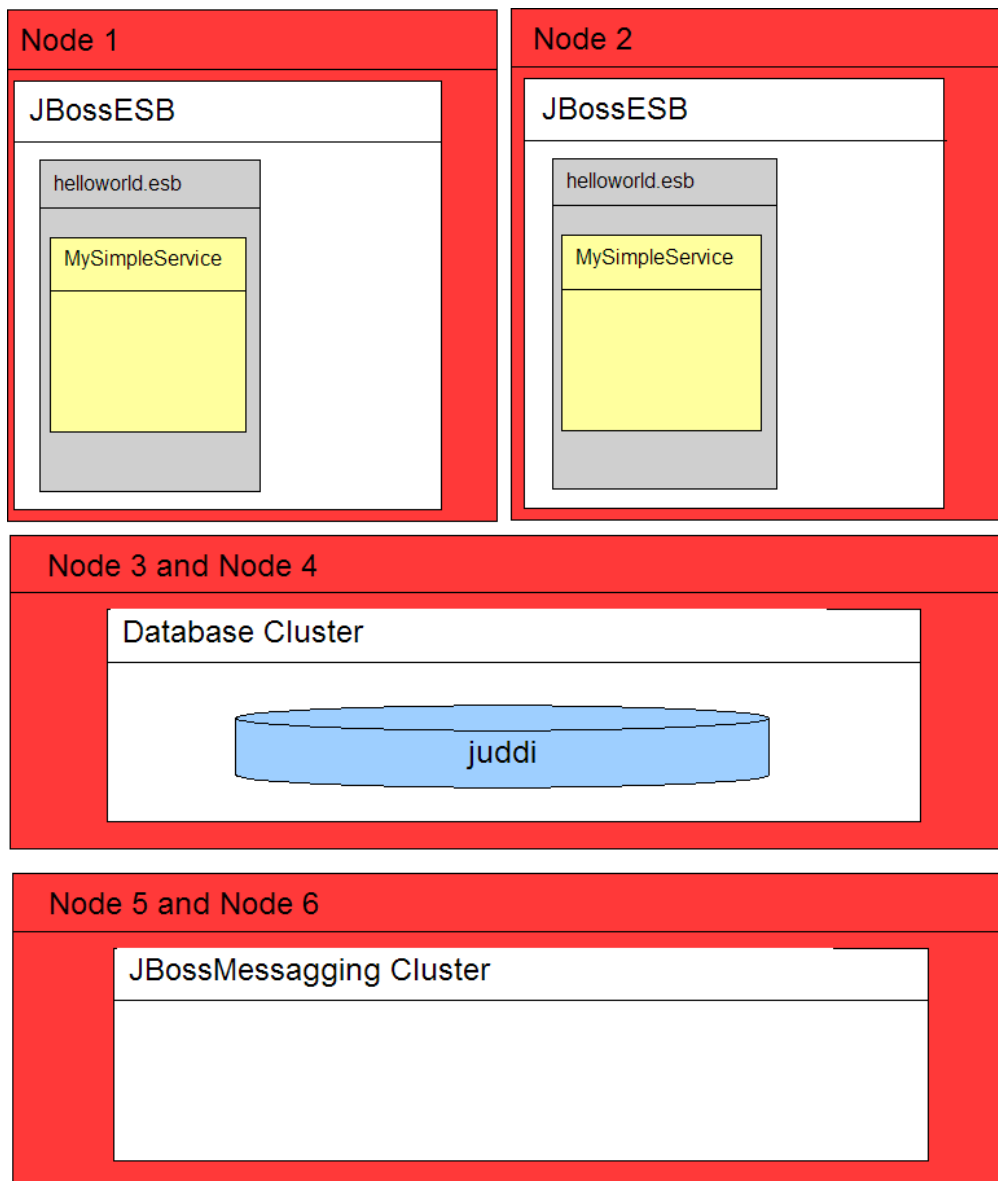 Node 1
JBossESB
helloworld.esb
MySimpleService
Node 2
JBossESB
helloworld.esb
MySimpleService
Node 3 and Node 4
Database Cluster
juddi
Node 5 and Node 6
JBossMessagging Cluster